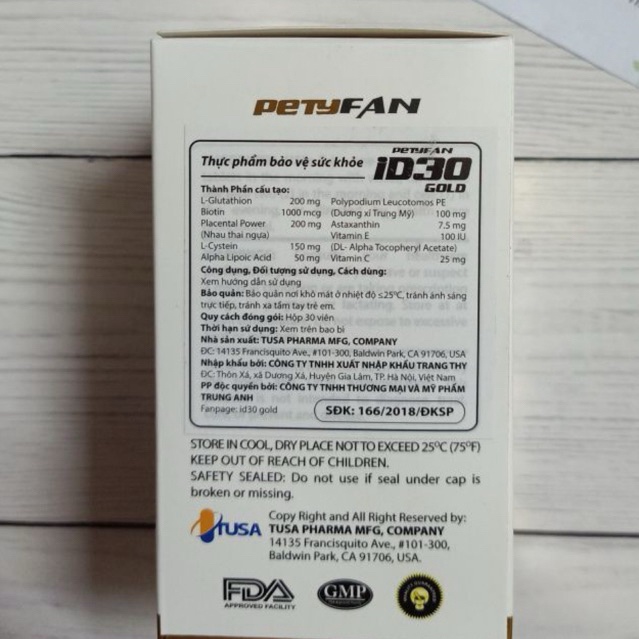 PETYFAN
Thực phẩm bảo vệ sức khỏe
PETYFAN
iD30
GOLD
Thành Phần cấu tạo:
L-Glutathion 200 mg
Biotin 1000 mcg
Placental Power 200 mg
(Nhau thai ngựa)
L-Cystein 150 mg
Alpha Lipoic Acid 50 mg
Polypodium Leucotomos PE
(Dương xỉ Trung Mỹ) 100 mg
Astaxanthin 7.5 mg
Vitamin E 100 IU
(DL- Alpha Tocopheryl Acetate)
Vitamin C 25 mg
Công dụng, Đối tượng sử dụng, Cách dùng:
Xem hướng dẫn sử dụng
Bảo quản: Bảo quản nơi khô mát ở nhiệt độ ≤25ºC, tránh ánh sáng
trực tiếp, tránh xa tầm tay trẻ em.
Quy cách đóng gói: Hộp 30 viên
Thời hạn sử dụng: Xem trên bao bì
Nhà sản xuất: TUSA PHARMA MFG, COMPANY
ĐC: 14135 Francisquito Ave., #101-300, Baldwin Park, CA 91706, USA
Nhập khẩu bởi: CÔNG TY TNHH XUẤT NHẬP KHẨU TRANG THY
ĐC: Thôn Xá, xã Dương Xá, Huyện Gia Lâm, TP. Hà Nội, Việt Nam
PP độc quyền bởi: CÔNG TY TNHH THƯƠNG MẠI VÀ MỸ PHẨM
TRUNG ANH
Fanpage: id30 gold
SĐK: 166/2018/ĐKSP
STORE IN COOL, DRY PLACE NOT TO EXCEED 25ºC (75ºF)
KEEP OUT OF REACH OF CHILDREN.
SAFETY SEALED: Do not use if seal under cap is
broken or missing.
TUSA
Copy Right and All Right Reserved by:
TUSA PHARMA MFG, COMPANY
14135 Francisquito Ave., #101-300,
Baldwin Park, CA 91706, USA.
FDA
APPROVED FACILITY
GMP